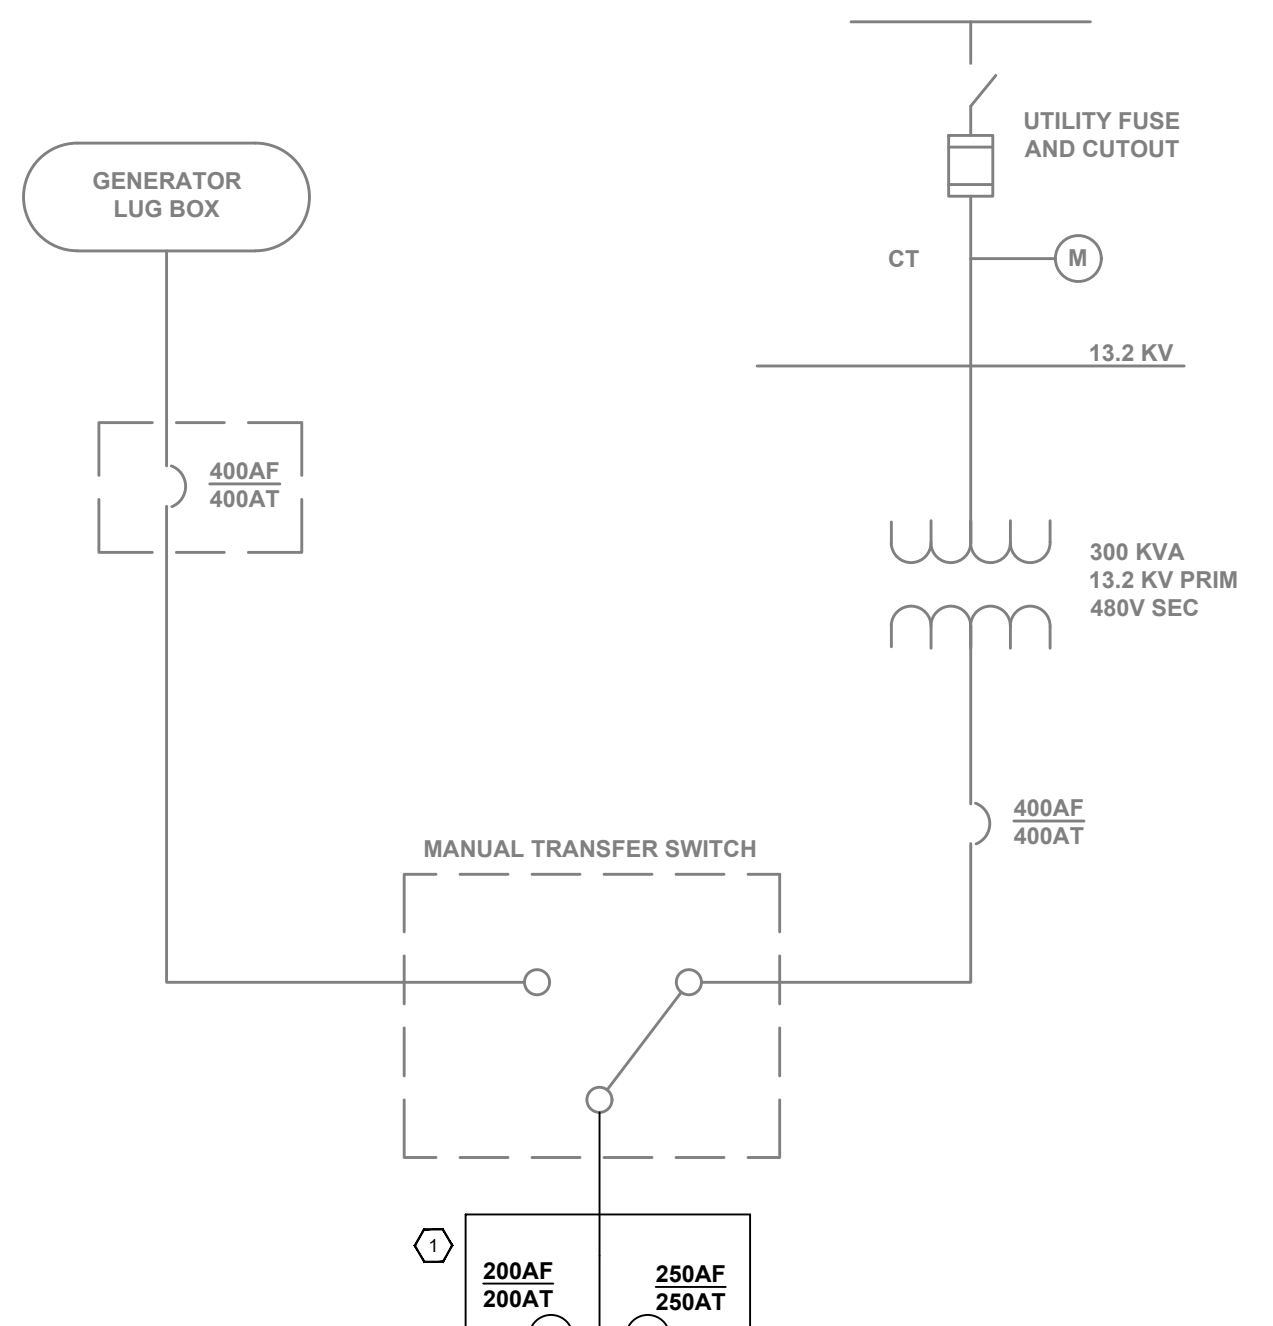 UTILITY FUSE
AND CUTOUT
GENERATOR
LUG BOX
CT
M
13.2 KV
400AF
400AT
300 KVA
13.2 KV PRIM
480V SEC
400AF
400AT
MANUAL TRANSFER SWITCH
1
200AF
200AT
250AF
250AT